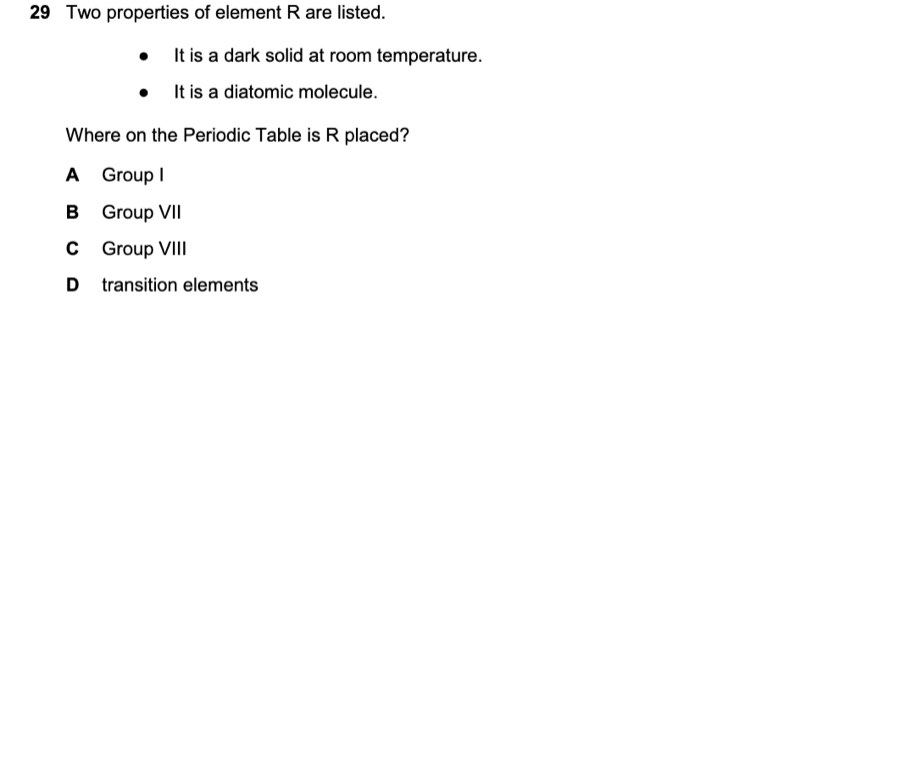 29 Two properties of element R are listed.
● It is a dark solid at room temperature.
● It is a diatomic molecule.
Where on the Periodic Table is R placed?
A Group I
B Group VII
C Group VIII
D transition elements